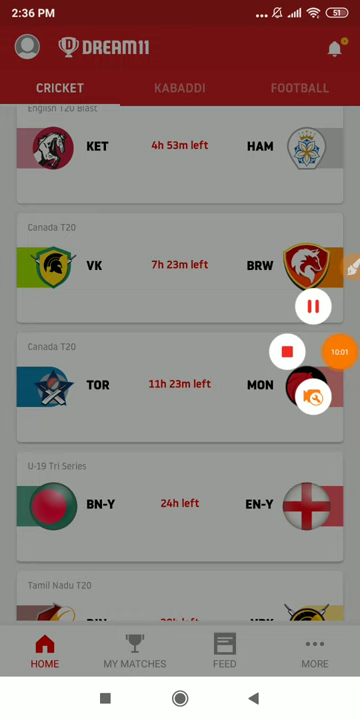 2:36 PM
51
DREAM11
CRICKET
KABADDI
FOOTBALL
English T20 Blast
KET
4h 53m left
HAM
Canada T20
VK
7h 23m left
BRW
10:01
Canada T20
TOR
11h 23m left
MON
U-19 Tri Series
BN-Y
24h left
EN-Y
Tamil Nadu T20
HOME
MY MATCHES
FEED
MORE